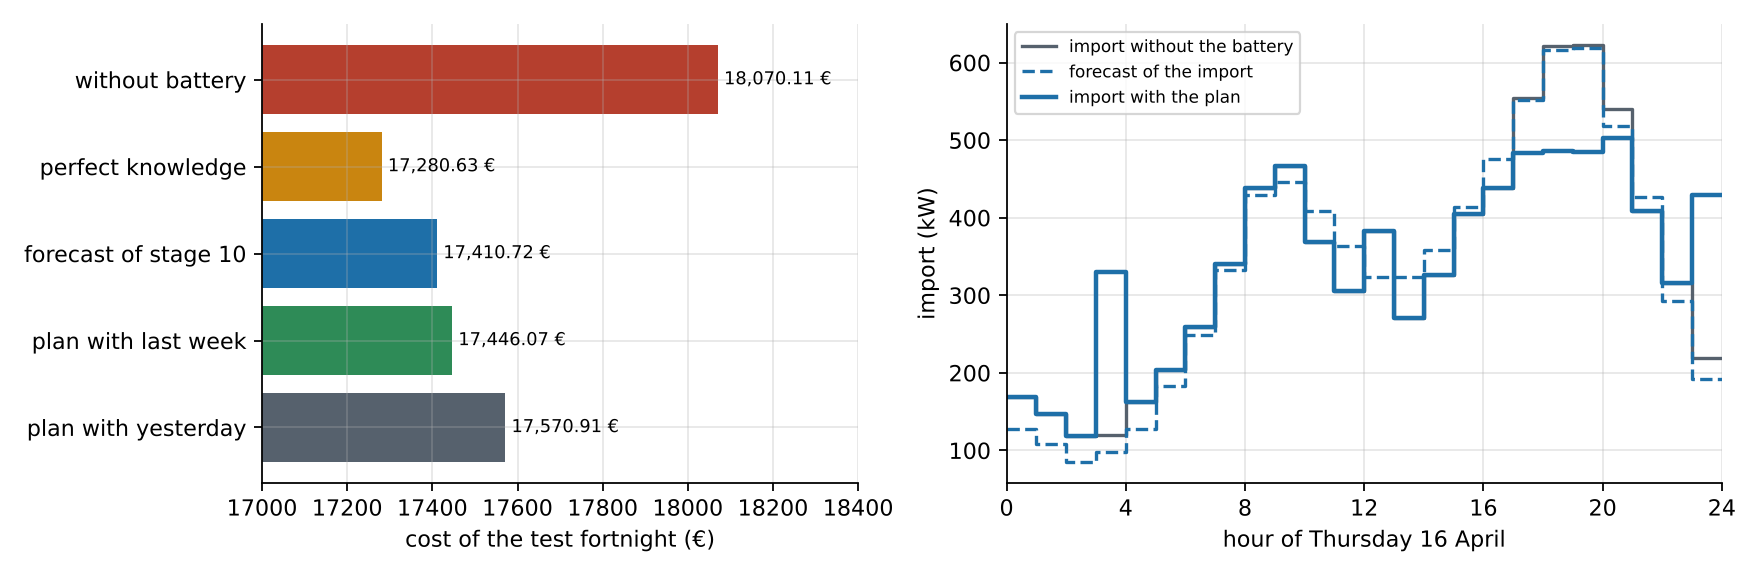 without battery
18,070.11 €
perfect knowledge
17,280.63 €
forecast of stage 10
17,410.72 €
plan with last week
17,446.07 €
plan with yesterday
17,570.91 €
17000 17200 17400 17600 17800 18000 18200 18400
cost of the test fortnight (€)
import without the battery
forecast of the import
import with the plan
600
500
400
300
200
100
import (kW)
0 4 8 12 16 20 24
hour of Thursday 16 April